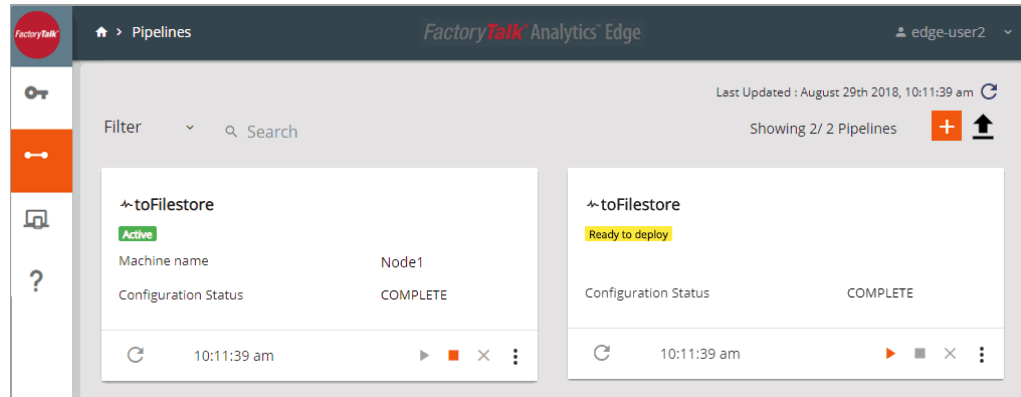 FactoryTalk®
> Pipelines
FactoryTalk® Analytics™ Edge
edge-user2
Last Updated : August 29th 2018, 10:11:39 am
Filter
Search
Showing 2/ 2 Pipelines
toFilestore
Active
Machine name Node1
Configuration Status COMPLETE
10:11:39 am
toFilestore
Ready to deploy
Configuration Status COMPLETE
10:11:39 am